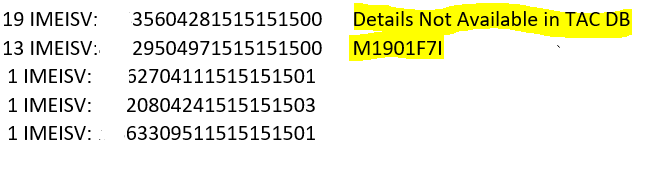 19 IMEISV: 35604281515151500 Details Not Available in TAC DB
13 IMEISV: 29504971515151500 M1901F7I
1 IMEISV: 62704111515151501
1 IMEISV: 20804241515151503
1 IMEISV: 63309511515151501